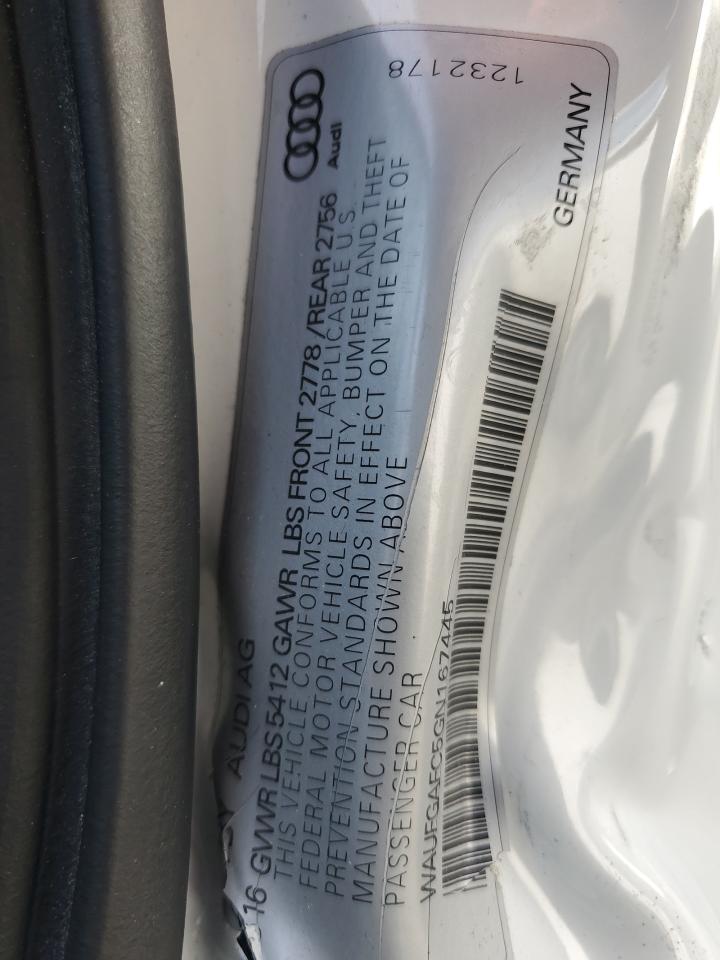 Audi
BY AUDI AG
16 GVWR LBS 5412 GAWR LBS FRONT 2778 /REAR 2756
THIS VEHICLE CONFORMS TO ALL APPLICABLE U.S.
FEDERAL MOTOR VEHICLE SAFETY, BUMPER AND THEFT
PREVENTION STANDARDS IN EFFECT ON THE DATE OF
MANUFACTURE SHOWN ABOVE
PASSENGER CAR
WAUFGAFC5GN167445
GERMANY
1232178